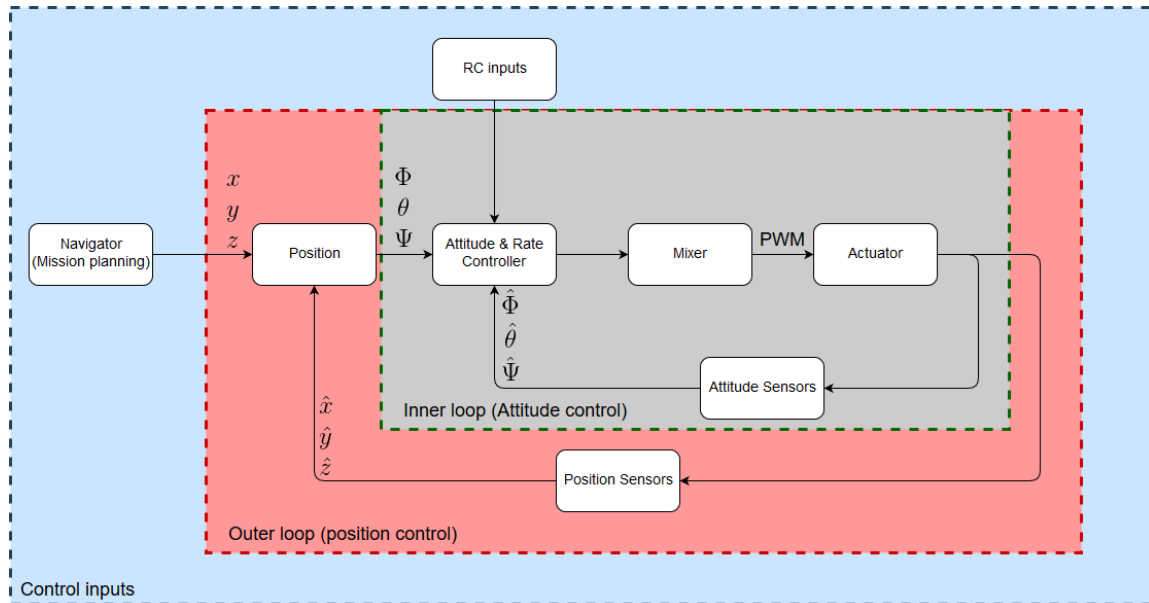 RC inputs
x
y
z
Φ
θ
Ψ
Navigator
(Mission planning)
Position
Attitude & Rate
Controller
Mixer
PWM
Actuator
Φ̂
θ̂
Ψ̂
Attitude Sensors
Inner loop (Attitude control)
x̂
ŷ
ẑ
Position Sensors
Outer loop (position control)
Control inputs